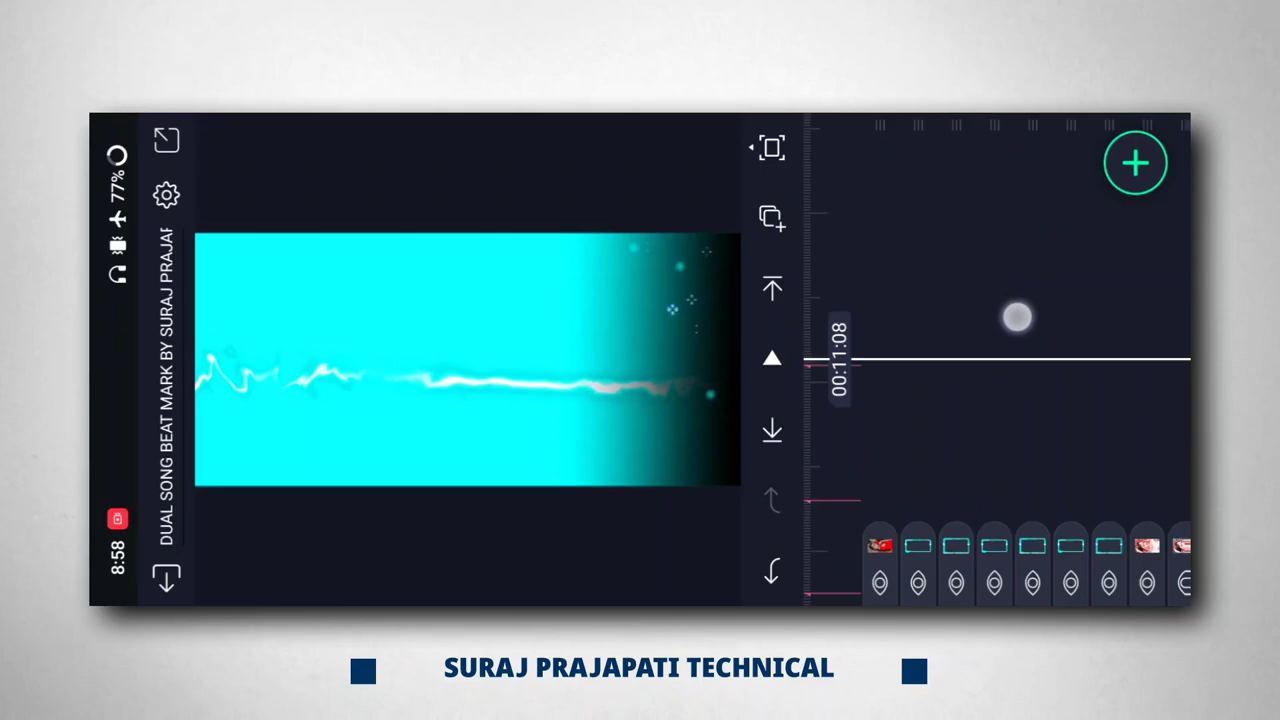 77%
8:58
DUAL SONG BEAT MARK BY SURAJ PRAJAP
00:11:08
SURAJ PRAJAPATI TECHNICAL